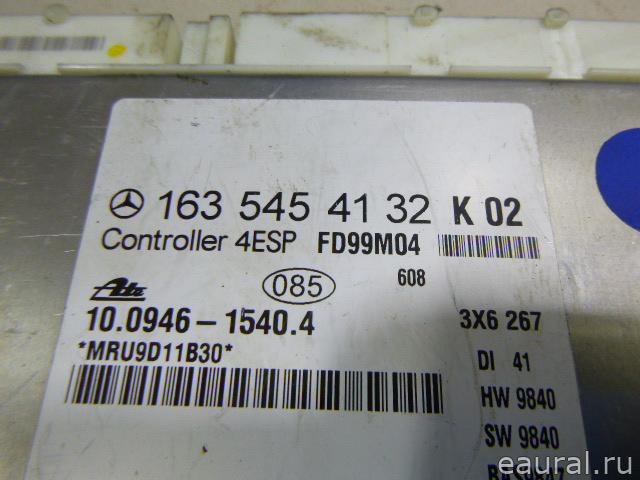 163 545 41 32 K 02
Controller 4ESP FD99M04
Ate 085 608
10.0946-1540.4 3X6 267
*MRU9D11B30*
DI 41
HW 9840
SW 9840
eaural.ru